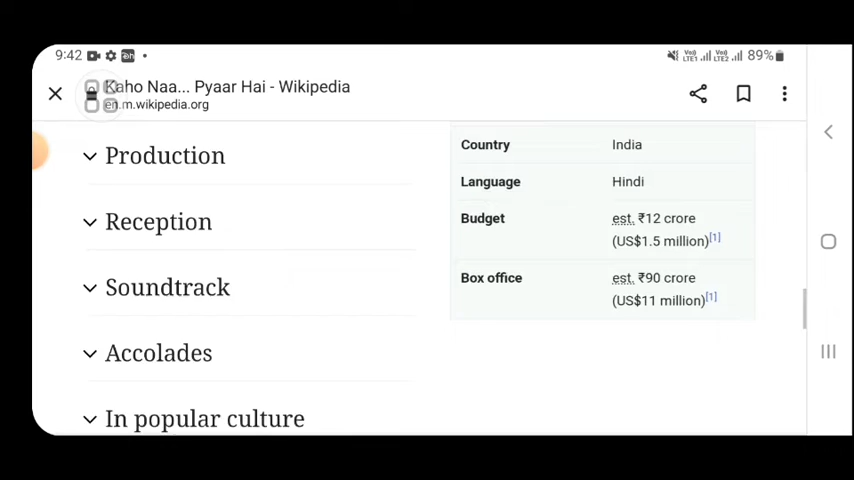 9:42
LTE1 LTE2 89%
Kaho Naa... Pyaar Hai - Wikipedia
en.m.wikipedia.org
Production
Reception
Soundtrack
Accolades
In popular culture
Country India
Language Hindi
Budget est. ₹12 crore
(US$1.5 million)[1]
Box office est. ₹90 crore
(US$11 million)[1]